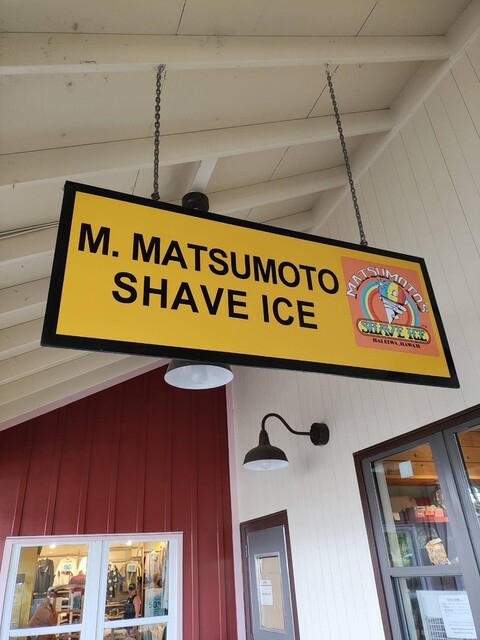 M. MATSUMOTO
SHAVE ICE
MATSUMOTO'S
SHAVE ICE
HALEIWA, HAWAII